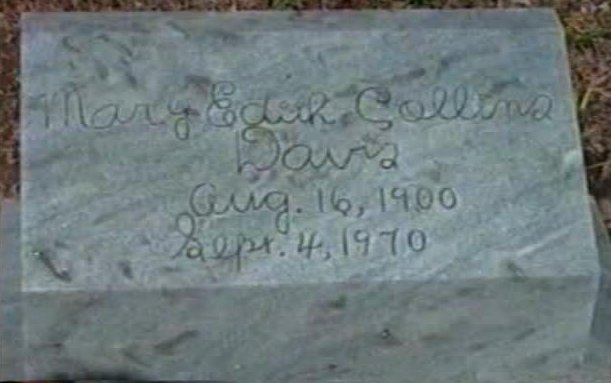 Mary Edith Collins
Davis
Aug. 16, 1900
Sept. 4, 1970